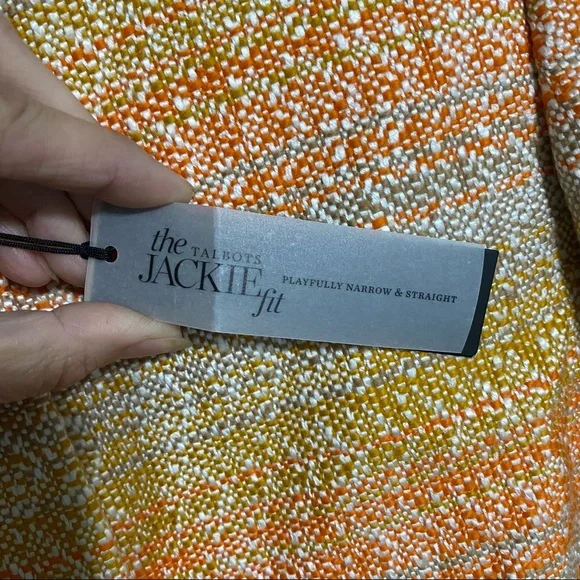 the
TALBOTS
JACKIE
fit
PLAYFULLY NARROW & STRAIGHT